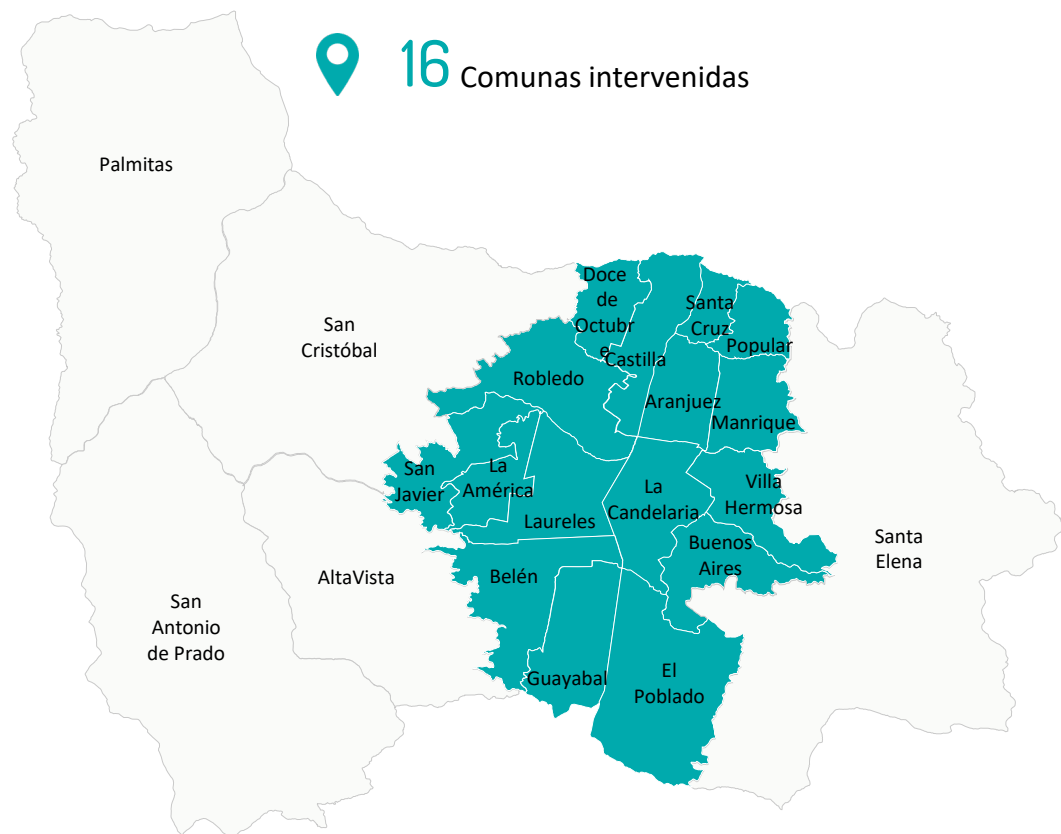 16 Comunas intervenidas
Palmitas
San
Cristóbal
Doce
de
Octubr
e
Santa
Cruz
Popular
Castilla
Robledo
Aranjuez
Manrique
San
Javier
La
América
Laureles
La
Candelaria
Villa
Hermosa
Buenos
Aires
Santa
Elena
AltaVista
Belén
San
Antonio
de Prado
Guayabal
El
Poblado